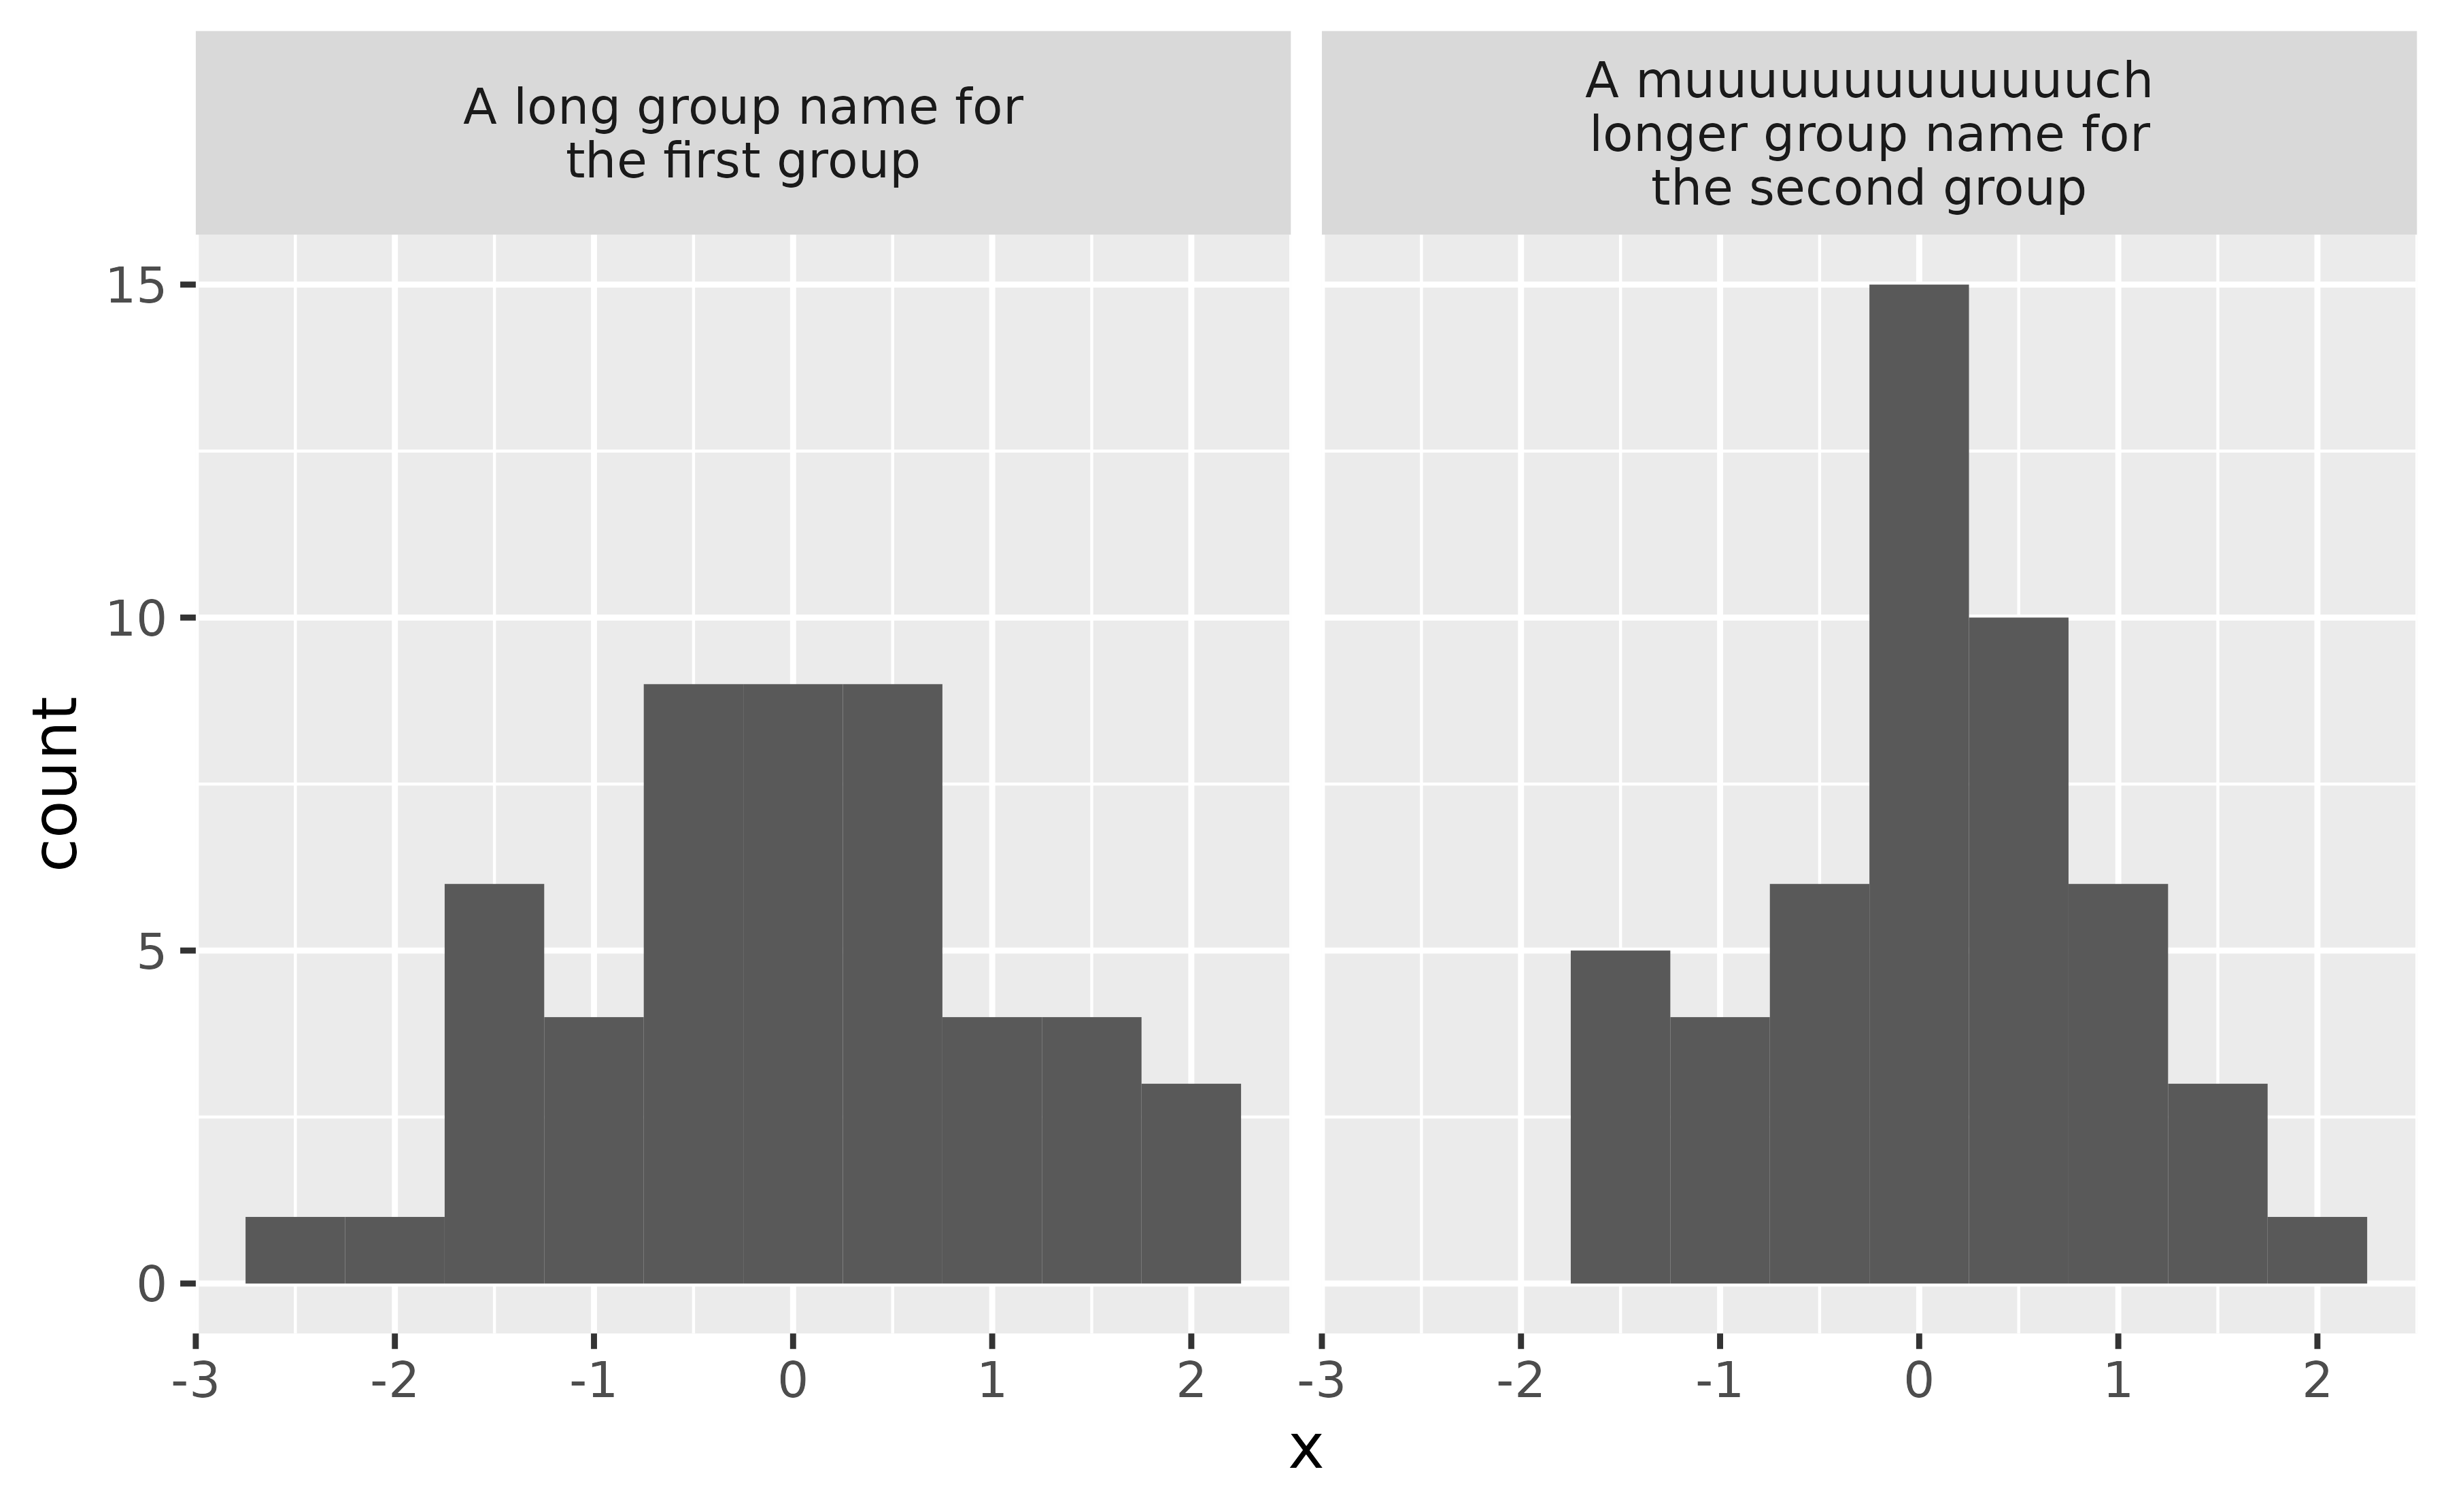 A long group name for
the first group
A muuuuuuuuuuuuuch
longer group name for
the second group
15
10
5
0
count
-3 -2 -1 0 1 2
-3 -2 -1 0 1 2
x